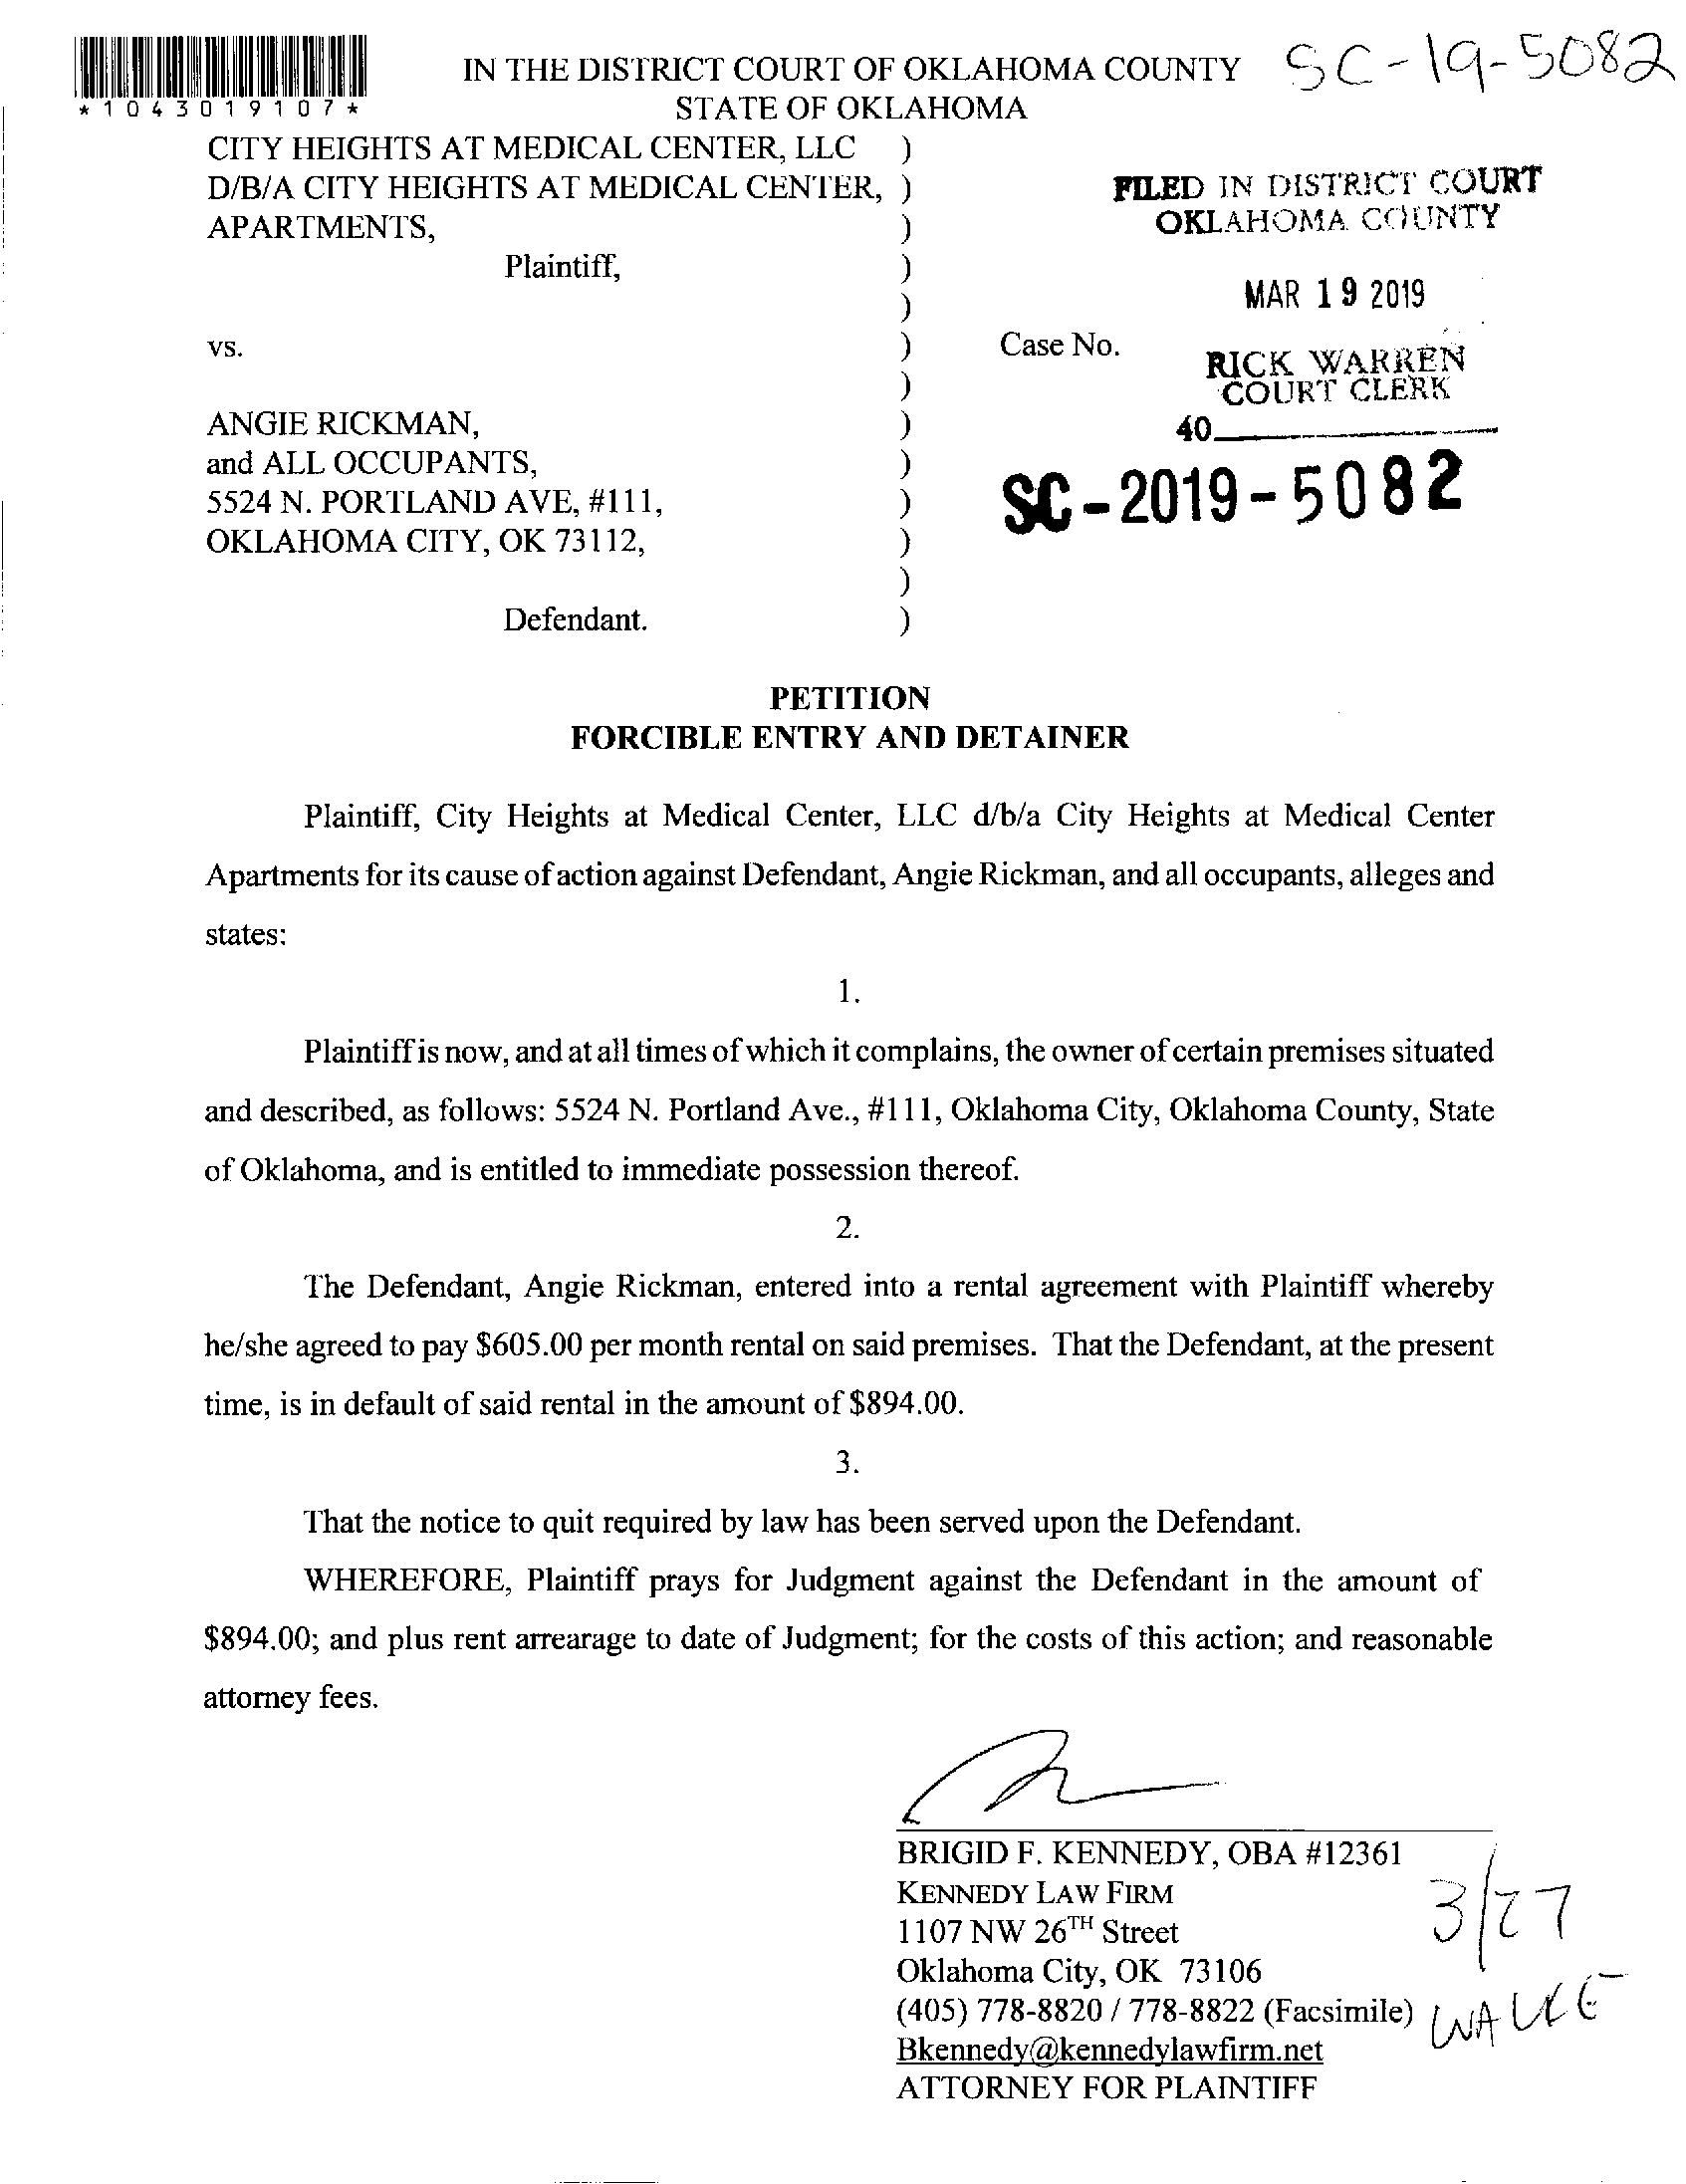 *1043019107*
IN THE DISTRICT COURT OF OKLAHOMA COUNTY
STATE OF OKLAHOMA
SC-19-5082
CITY HEIGHTS AT MEDICAL CENTER, LLC )
D/B/A CITY HEIGHTS AT MEDICAL CENTER, )
APARTMENTS, )
Plaintiff, )
)
vs. )
)
ANGIE RICKMAN, )
and ALL OCCUPANTS, )
5524 N. PORTLAND AVE, #111, )
OKLAHOMA CITY, OK 73112, )
)
Defendant. )
FILED IN DISTRICT COURT
OKLAHOMA COUNTY
MAR 19 2019
Case No.
RICK WARREN
COURT CLERK
40
SC-2019-5082
PETITION
FORCIBLE ENTRY AND DETAINER
Plaintiff, City Heights at Medical Center, LLC d/b/a City Heights at Medical Center
Apartments for its cause of action against Defendant, Angie Rickman, and all occupants, alleges and
states:
1.
Plaintiff is now, and at all times of which it complains, the owner of certain premises situated
and described, as follows: 5524 N. Portland Ave., #111, Oklahoma City, Oklahoma County, State
of Oklahoma, and is entitled to immediate possession thereof.
2.
The Defendant, Angie Rickman, entered into a rental agreement with Plaintiff whereby
he/she agreed to pay $605.00 per month rental on said premises. That the Defendant, at the present
time, is in default of said rental in the amount of $894.00.
3.
That the notice to quit required by law has been served upon the Defendant.
WHEREFORE, Plaintiff prays for Judgment against the Defendant in the amount of
$894.00; and plus rent arrearage to date of Judgment; for the costs of this action; and reasonable
attorney fees.
BRIGID F. KENNEDY, OBA #12361
KENNEDY LAW FIRM
1107 NW 26TH Street
Oklahoma City, OK 73106
(405) 778-8820 / 778-8822 (Facsimile)
Bkennedy@kennedylawfirm.net
ATTORNEY FOR PLAINTIFF
3/27